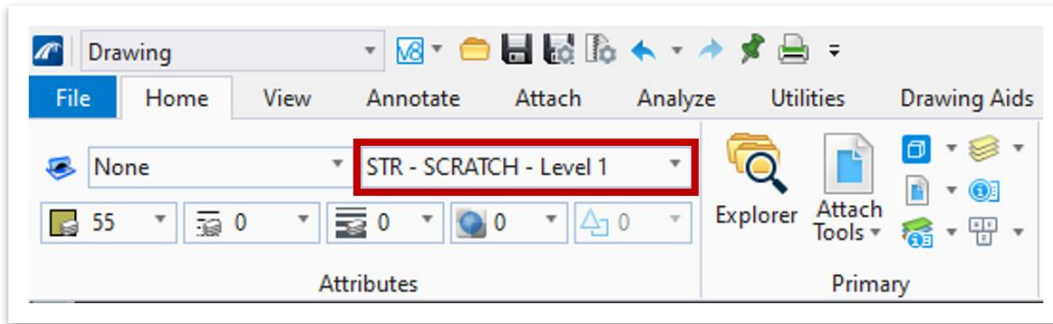 Drawing
V8
File Home View Annotate Attach Analyze Utilities Drawing Aids
None STR - SCRATCH - Level 1
55 0 0 0 0
Explorer Attach Tools
Attributes Primary